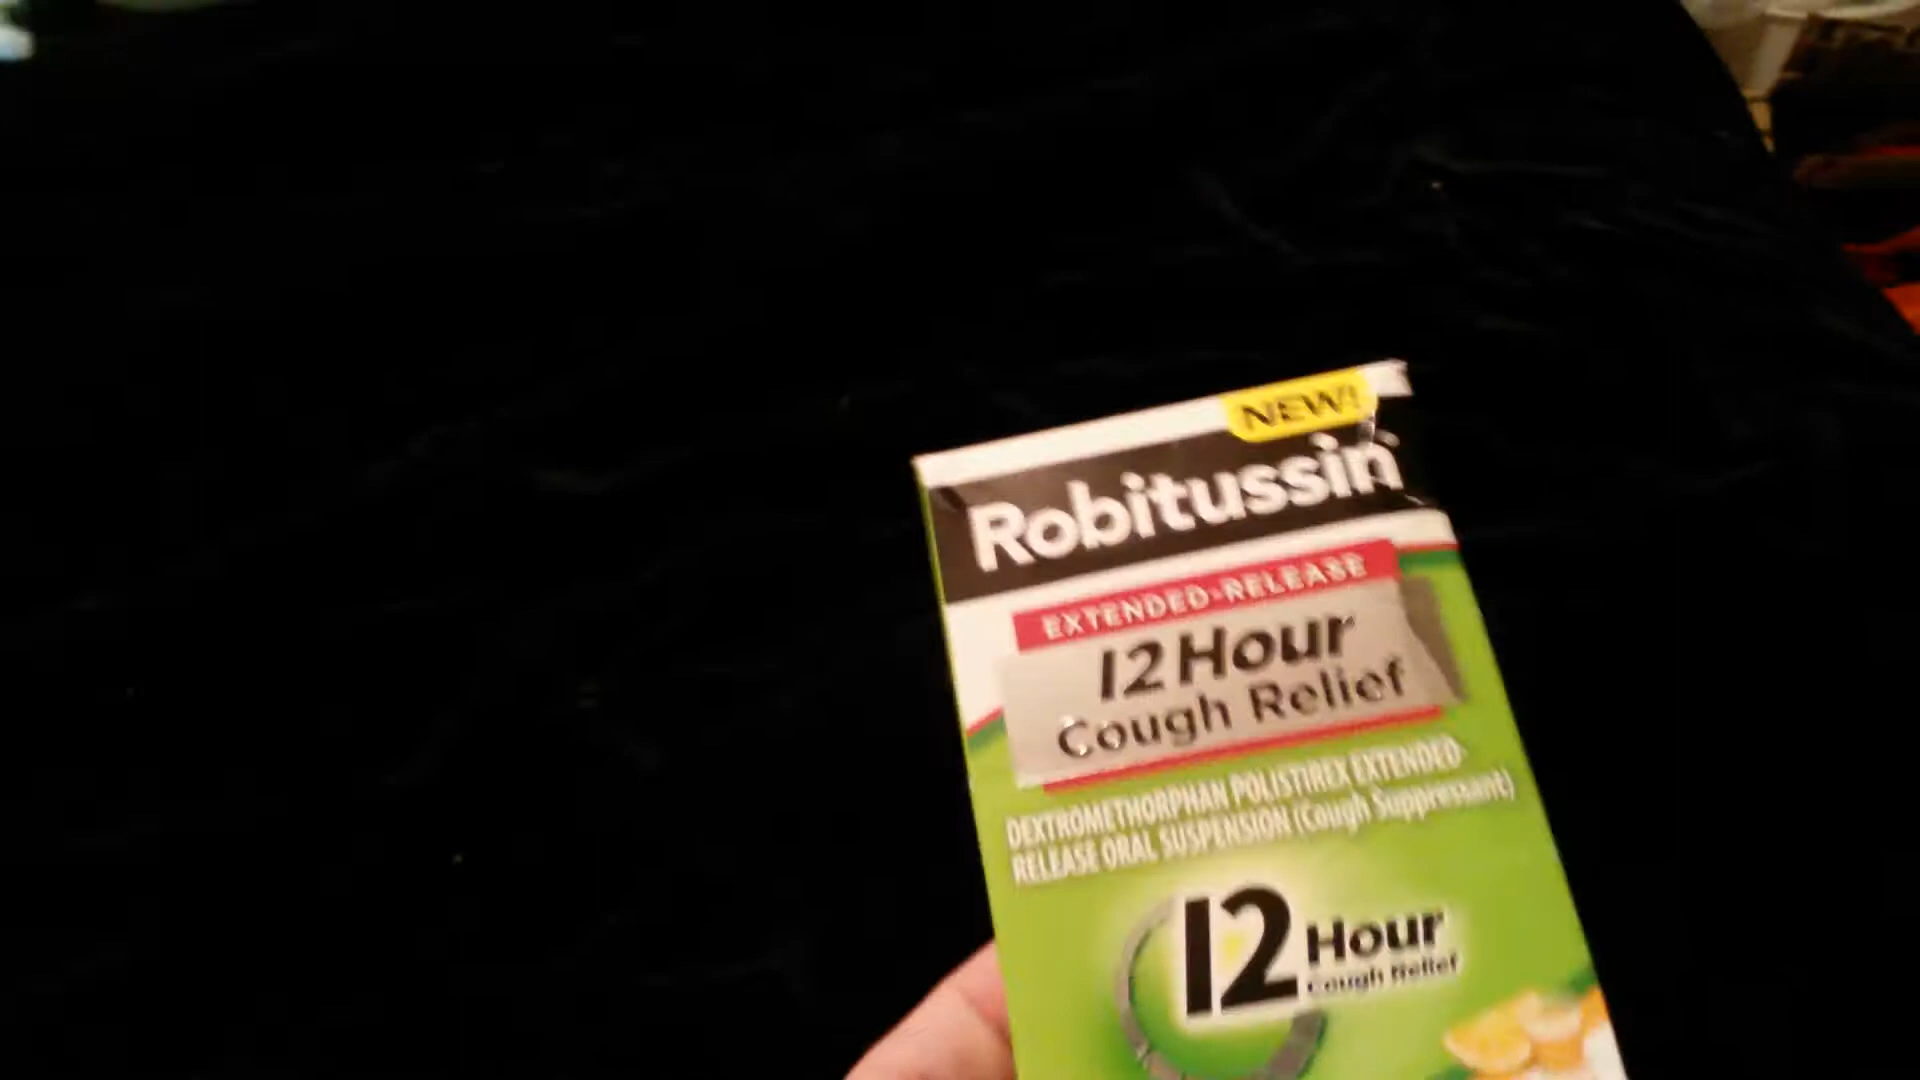 NEW!
Robitussin
EXTENDED-RELEASE
12 Hour
Cough Relief
DEXTROMETHORPHAN POLISTIREX EXTENDED-
RELEASE ORAL SUSPENSION (Cough Suppressant)
12 Hour
Cough Relief